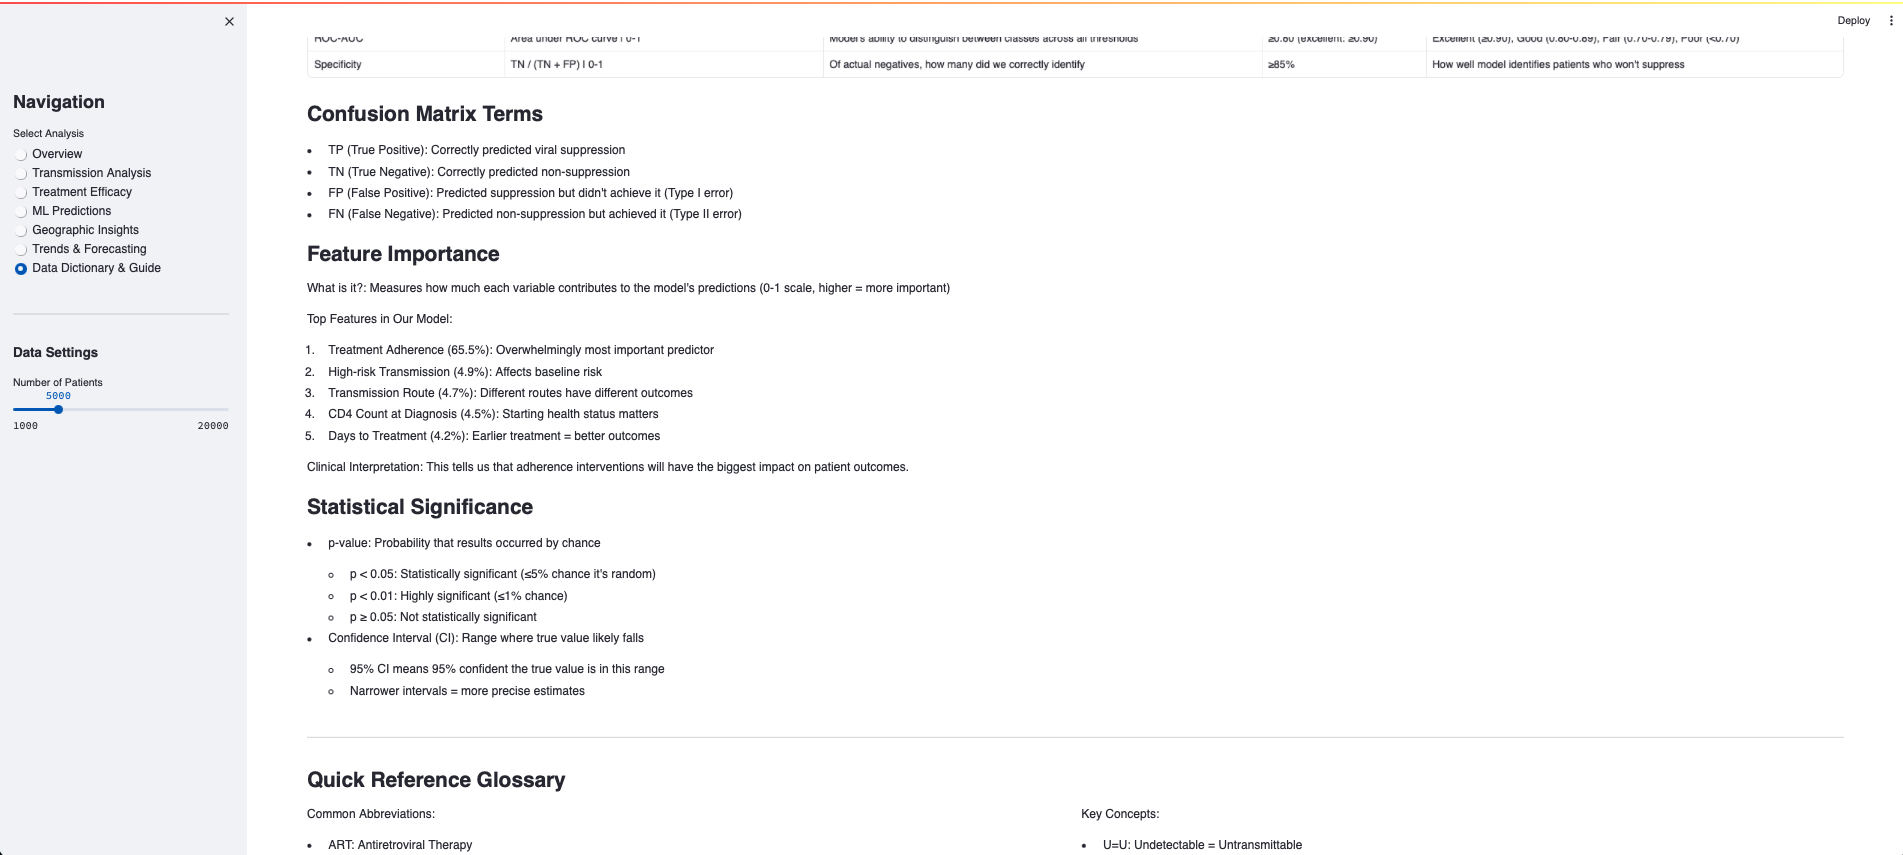 Deploy
Navigation
Select Analysis
Overview
Transmission Analysis
Treatment Efficacy
ML Predictions
Geographic Insights
Trends & Forecasting
Data Dictionary & Guide
Data Settings
Number of Patients
5000
1000 20000
ROC-AUC Area under ROC curve | 0-1 Model's ability to distinguish between classes across all thresholds ≥0.80 (excellent: ≥0.90) Excellent (≥0.90), Good (0.80-0.89), Fair (0.70-0.79), Poor (<0.70)
Specificity TN / (TN + FP) | 0-1 Of actual negatives, how many did we correctly identify ≥85% How well model identifies patients who won't suppress
Confusion Matrix Terms
• TP (True Positive): Correctly predicted viral suppression
• TN (True Negative): Correctly predicted non-suppression
• FP (False Positive): Predicted suppression but didn't achieve it (Type I error)
• FN (False Negative): Predicted non-suppression but achieved it (Type II error)
Feature Importance
What is it?: Measures how much each variable contributes to the model's predictions (0-1 scale, higher = more important)
Top Features in Our Model:
1. Treatment Adherence (65.5%): Overwhelmingly most important predictor
2. High-risk Transmission (4.9%): Affects baseline risk
3. Transmission Route (4.7%): Different routes have different outcomes
4. CD4 Count at Diagnosis (4.5%): Starting health status matters
5. Days to Treatment (4.2%): Earlier treatment = better outcomes
Clinical Interpretation: This tells us that adherence interventions will have the biggest impact on patient outcomes.
Statistical Significance
• p-value: Probability that results occurred by chance
○ p < 0.05: Statistically significant (≤5% chance it's random)
○ p < 0.01: Highly significant (≤1% chance)
○ p ≥ 0.05: Not statistically significant
• Confidence Interval (CI): Range where true value likely falls
○ 95% CI means 95% confident the true value is in this range
○ Narrower intervals = more precise estimates
Quick Reference Glossary
Common Abbreviations:
• ART: Antiretroviral Therapy
Key Concepts:
• U=U: Undetectable = Untransmittable